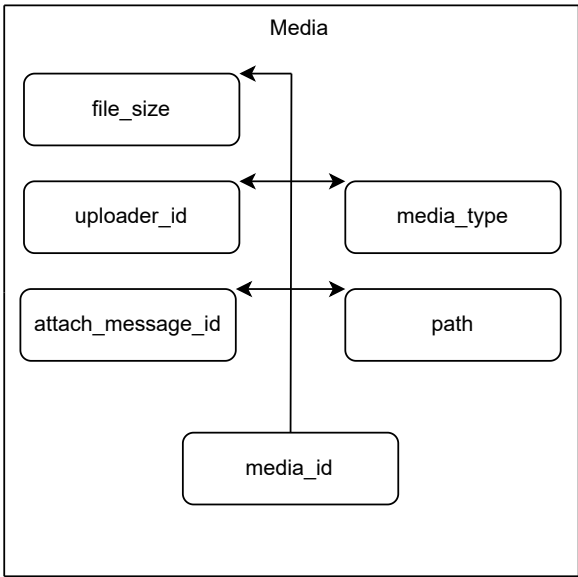 Media
file_size
uploader_id
media_type
attach_message_id
path
media_id